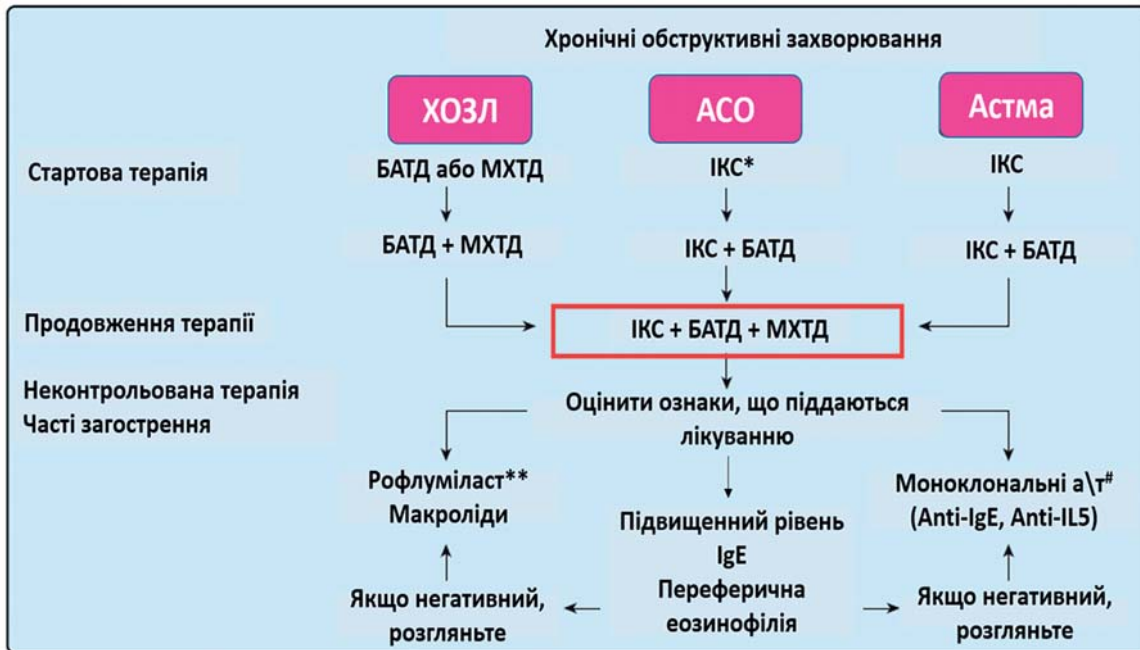 Хронічні обструктивні захворювання
ХОЗЛ
АСО
Астма
Стартова терапія
БАТД або МХТД
ІКС*
ІКС
БАТД + МХТД
ІКС + БАТД
ІКС + БАТД
Продовження терапії
ІКС + БАТД + МХТД
Неконтрольована терапія
Часті загострення
Оцінити ознаки, що піддаються
лікуванню
Рофлуміласт**
Макроліди
Підвищенний рівень
IgE
Переферична
еозинофілія
Моноклональні а\т#
(Anti-IgE, Anti-IL5)
Якщо негативний,
розгляньте
Якщо негативний,
розгляньте